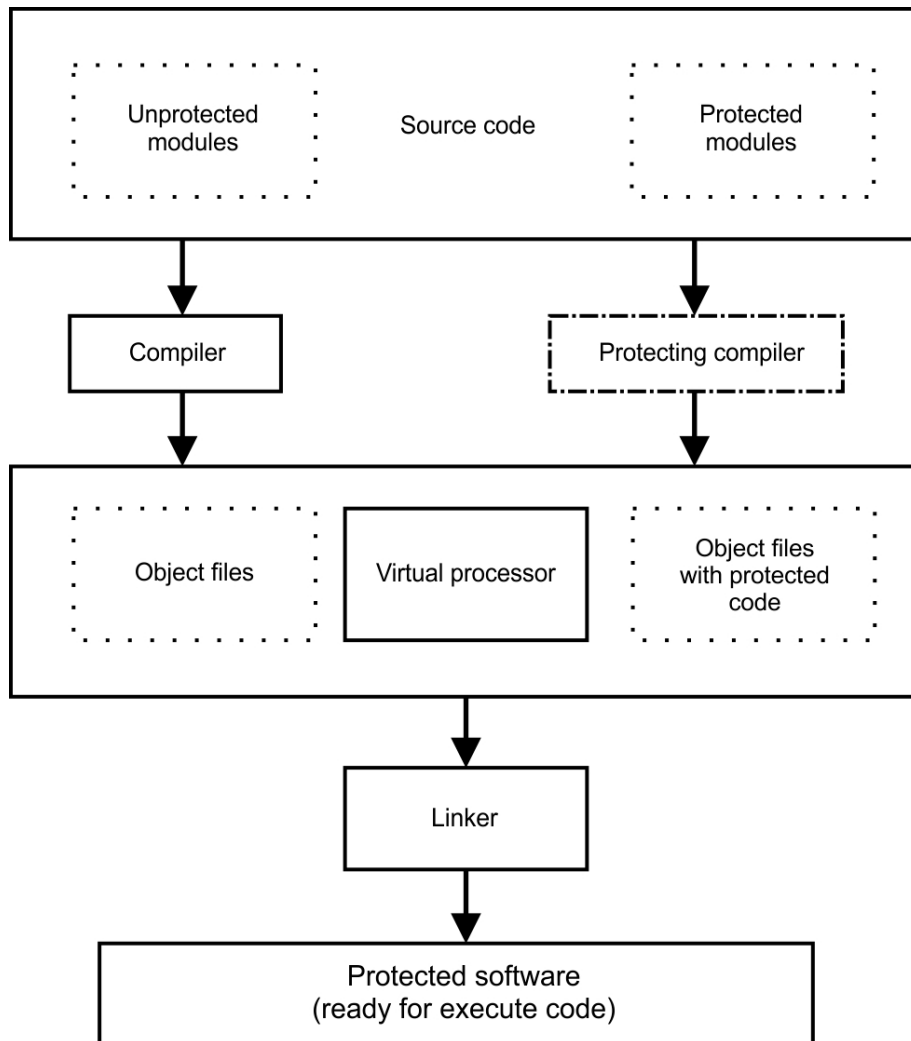 Unprotected
modules
Source code
Protected
modules
Compiler
Protecting compiler
Object files
Virtual processor
Object files
with protected
code
Linker
Protected software
(ready for execute code)